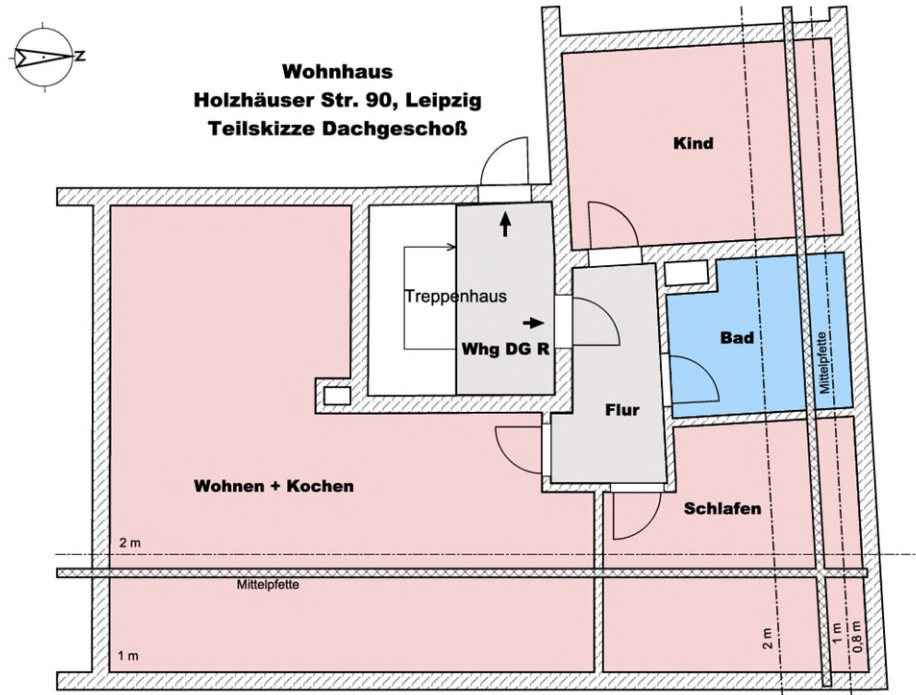 N
Wohnhaus
Holzhäuser Str. 90, Leipzig
Teilskizze Dachgeschoß
Kind
Treppenhaus
Whg DG R
Bad
Mittelpfette
Flur
Wohnen + Kochen
Schlafen
2 m
Mittelpfette
1 m
2 m
1 m
0,8 m